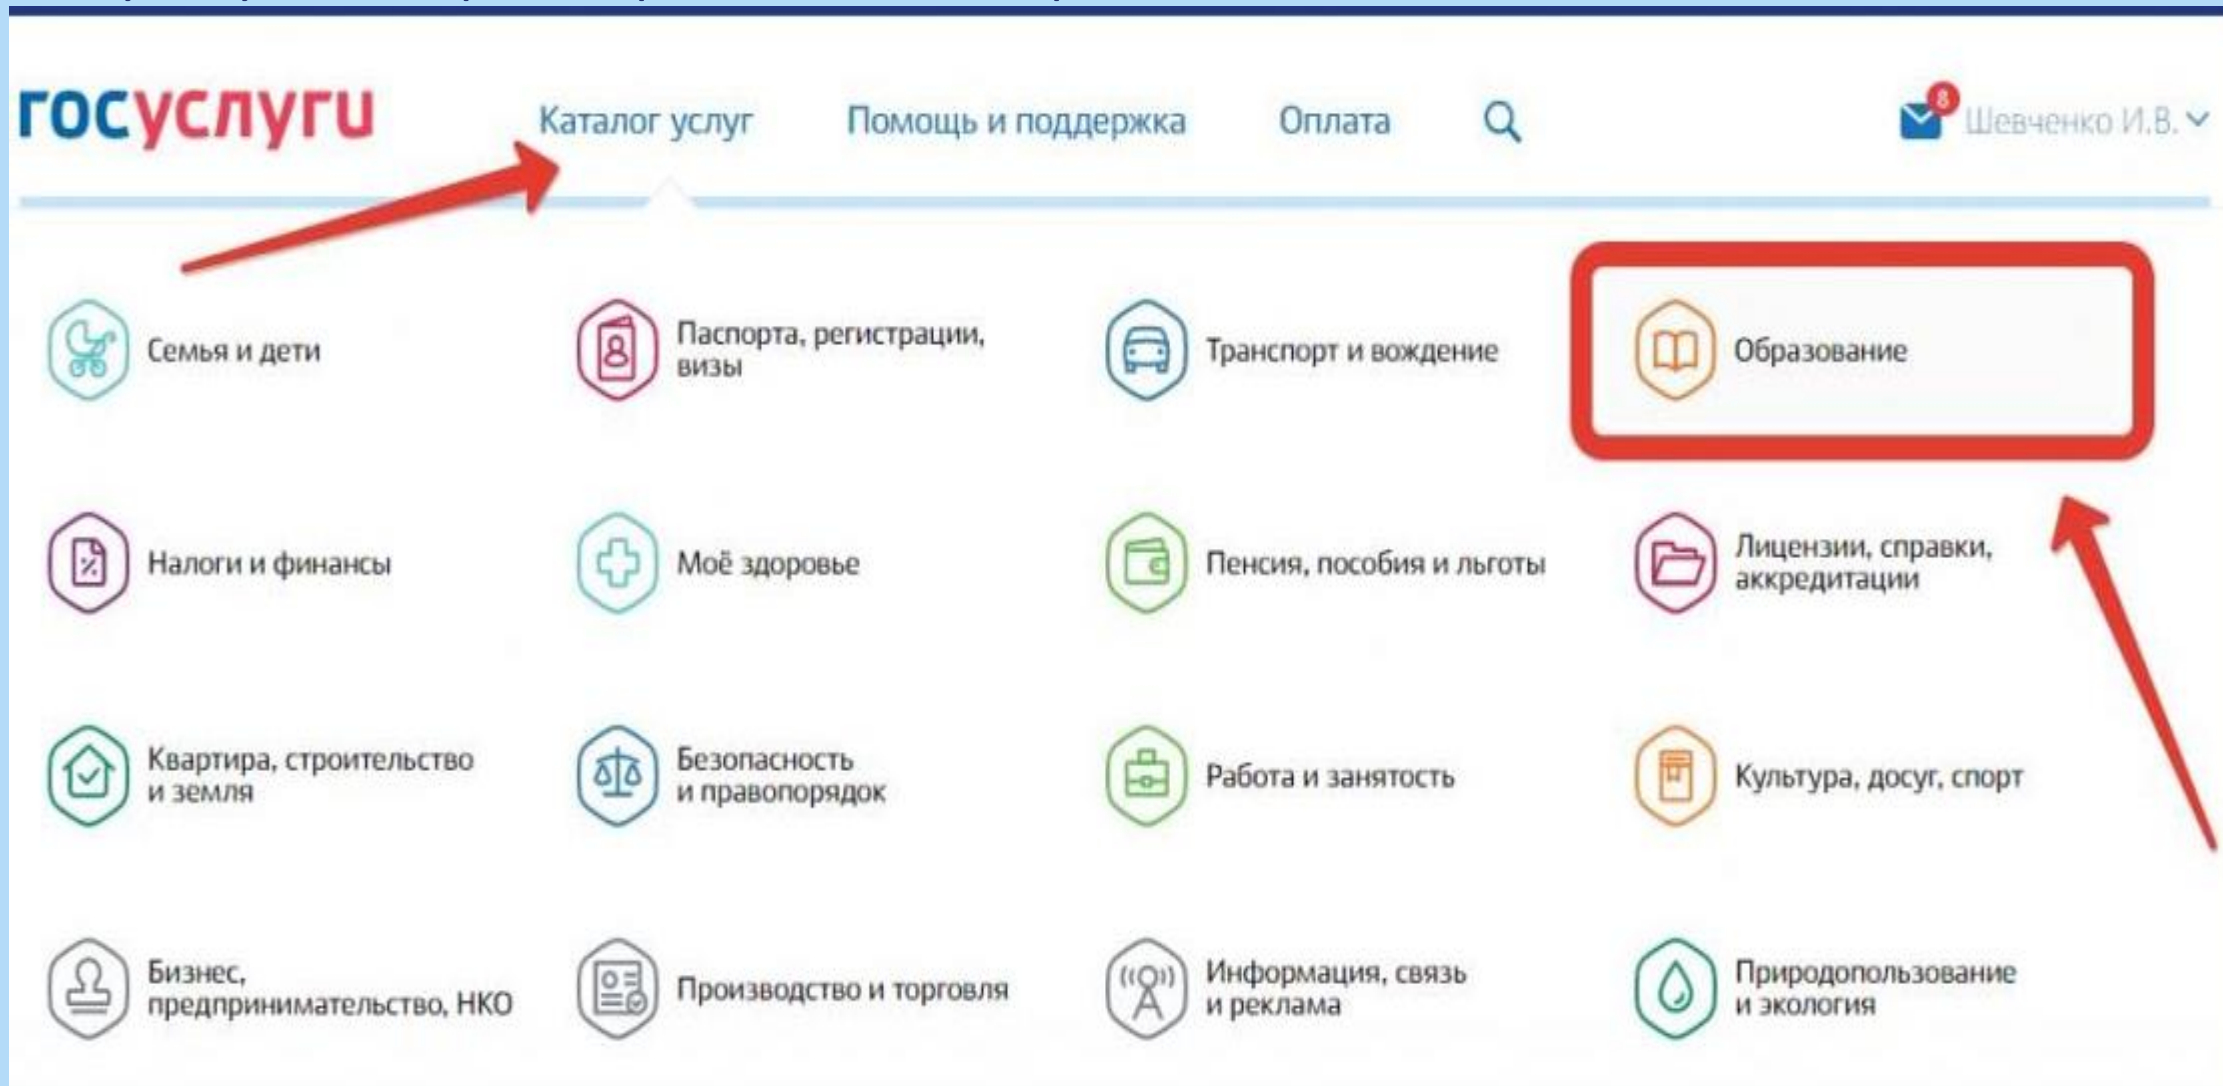 госуслуги
Каталог услуг
Помощь и поддержка
Оплата
8
Шевченко И.В.
Семья и дети
Паспорта, регистрации,
визы
Транспорт и вождение
Образование
Налоги и финансы
Моё здоровье
Пенсия, пособия и льготы
Лицензии, справки,
аккредитации
Квартира, строительство
и земля
Безопасность
и правопорядок
Работа и занятость
Культура, досуг, спорт
Бизнес,
предпринимательство, НКО
Производство и торговля
Информация, связь
и реклама
Природопользование
и экология